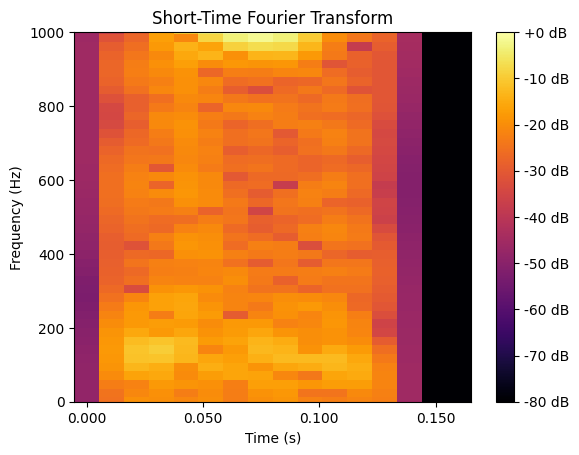 Short-Time Fourier Transform
Frequency (Hz)
1000
800
600
400
200
0
0.000
0.050
0.100
0.150
Time (s)
+0 dB
-10 dB
-20 dB
-30 dB
-40 dB
-50 dB
-60 dB
-70 dB
-80 dB